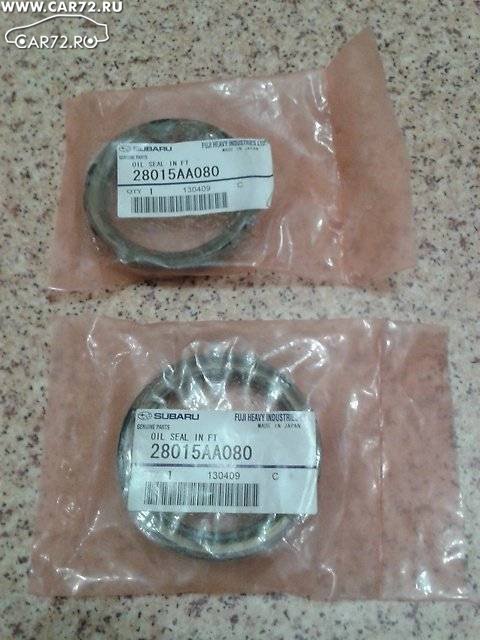 WWW.CAR72.RU
CAR72.RU
SUBARU FUJI HEAVY INDUSTRIES LTD.
GENUINE PARTS MADE IN JAPAN
OIL SEAL IN FT
28015AA080
QTY 1 130409 C
SUBARU FUJI HEAVY INDUSTRIES
GENUINE PARTS MADE IN JAPAN
OIL SEAL IN FT
28015AA080
1 130409 C